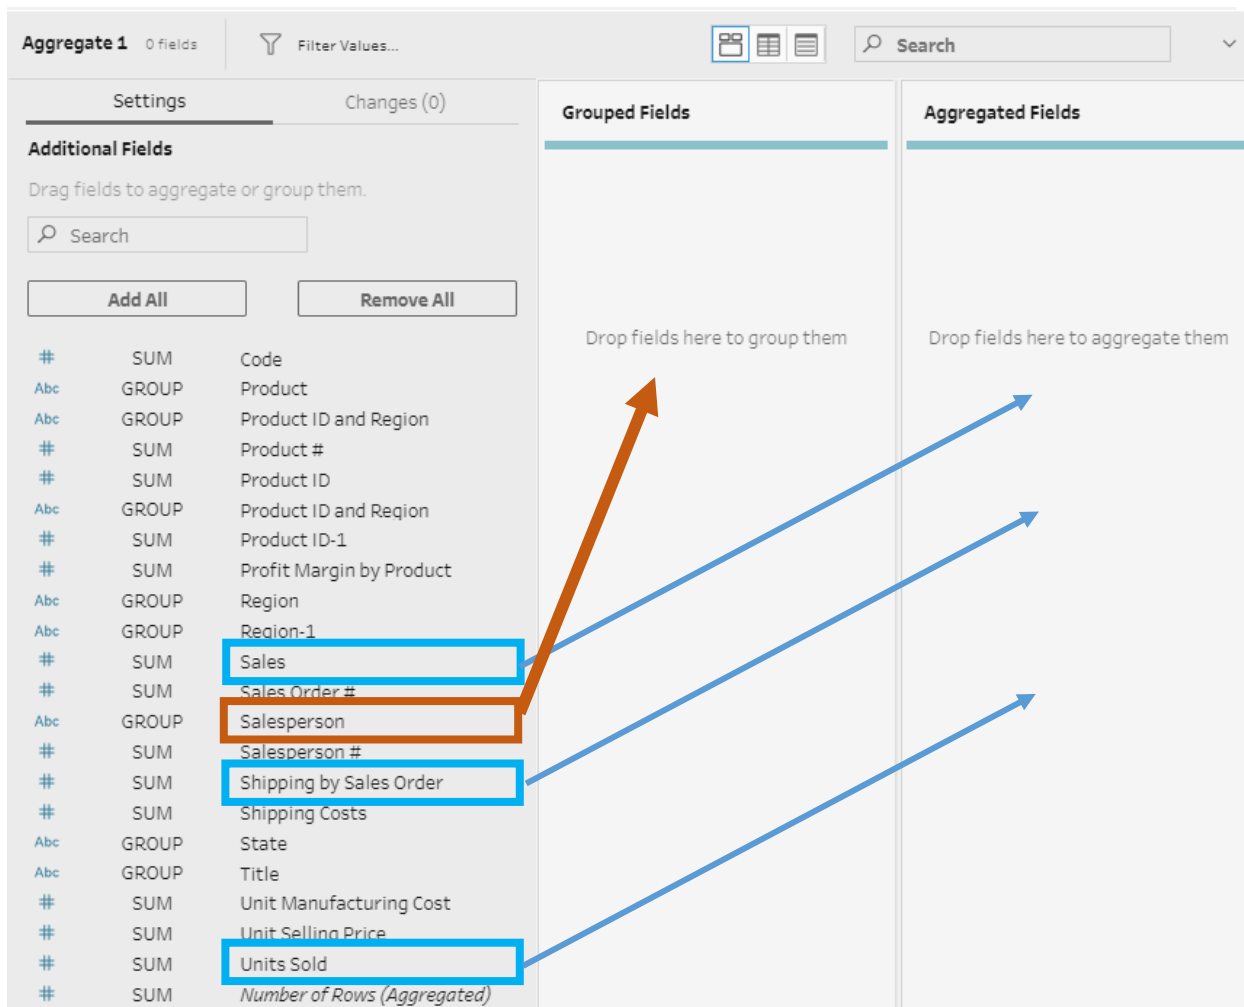 Aggregate 1 0 fields Filter Values... Search
Settings Changes (0)
Additional Fields
Drag fields to aggregate or group them.
Search
Add All Remove All
# SUM Code
Abc GROUP Product
Abc GROUP Product ID and Region
# SUM Product #
# SUM Product ID
Abc GROUP Product ID and Region
# SUM Product ID-1
# SUM Profit Margin by Product
Abc GROUP Region
Abc GROUP Region-1
# SUM Sales
# SUM Sales Order #
Abc GROUP Salesperson
# SUM Salesperson #
# SUM Shipping by Sales Order
# SUM Shipping Costs
Abc GROUP State
Abc GROUP Title
# SUM Unit Manufacturing Cost
# SUM Unit Selling Price
# SUM Units Sold
# SUM Number of Rows (Aggregated)
Grouped Fields
Drop fields here to group them
Aggregated Fields
Drop fields here to aggregate them